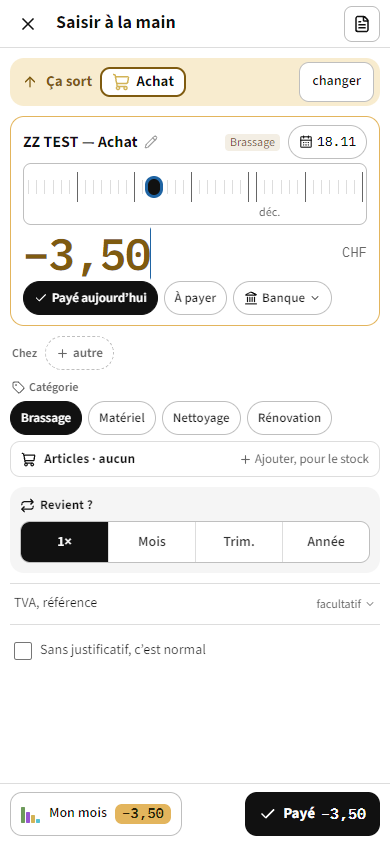 Saisir à la main
Ça sort Achat changer
ZZ TEST — Achat Brassage 18.11
déc.
−3,50 CHF
Payé aujourd’hui À payer Banque
Chez + autre
Catégorie
Brassage Matériel Nettoyage Rénovation
Articles · aucun + Ajouter, pour le stock
Revient ?
1× Mois Trim. Année
TVA, référence facultatif
Sans justificatif, c’est normal
Mon mois −3,50 Payé −3,50